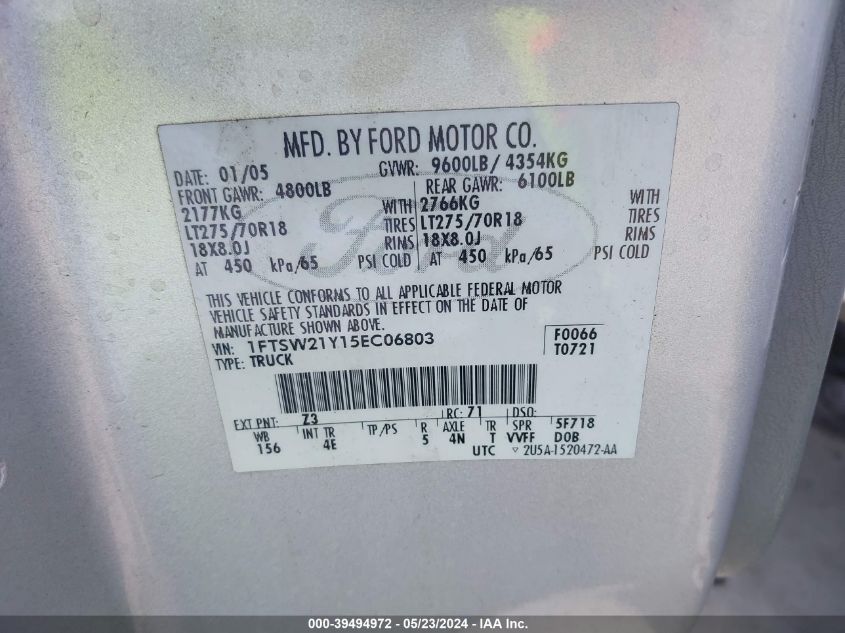 MFD. BY FORD MOTOR CO.
DATE: 01/05 GVWR: 9600LB/ 4354KG
FRONT GAWR: 4800LB REAR GAWR: 6100LB
2177KG WITH 2766KG WITH
LT275/70R18 TIRES LT275/70R18 TIRES
18X8.0J RIMS 18X8.0J RIMS
AT 450 kPa/65 PSI COLD AT 450 kPa/65 PSI COLD
Ford
THIS VEHICLE CONFORMS TO ALL APPLICABLE FEDERAL MOTOR
VEHICLE SAFETY STANDARDS IN EFFECT ON THE DATE OF
MANUFACTURE SHOWN ABOVE.
VIN: 1FTSW21Y15EC06803 F0066
TYPE: TRUCK T0721
EXT PNT: Z3 RC: 71 DSO:
WB INT TR TP/PS R AXLE TR SPR 5F718
156 4E 5 4N T VVFF DOB
UTC ▽ 2U5A-1520472-AA
000-39494972 - 05/23/2024 - IAA Inc.